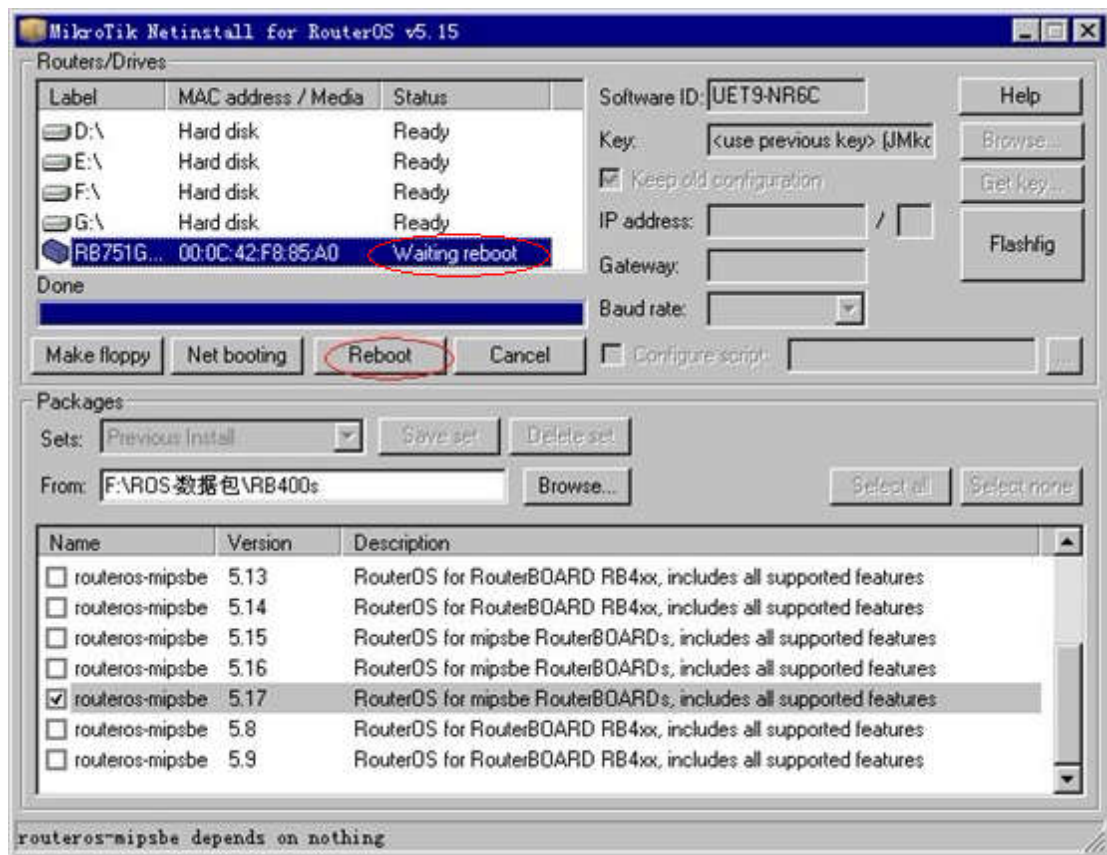 MikroTik Netinstall for RouterOS v5.15
Routers/Drives
Label MAC address / Media Status
D:\ Hard disk Ready
E:\ Hard disk Ready
F:\ Hard disk Ready
G:\ Hard disk Ready
RB751G... 00:0C:42:F8:85:A0 Waiting reboot
Done
Make floppy Net booting Reboot Cancel
Software ID: UET9-NR6C Help
Key: <use previous key> (JMkc Browse...
Keep old configuration Get key...
IP address: / Flashfig
Gateway:
Baud rate:
Configure script: ...
Packages
Sets: Previous Install Save set Delete set
From: F:\ROS-数据包\RB400s Browse... Select all Select none
Name Version Description
routeros-mipsbe 5.13 RouterOS for RouterBOARD RB4xx, includes all supported features
routeros-mipsbe 5.14 RouterOS for RouterBOARD RB4xx, includes all supported features
routeros-mipsbe 5.15 RouterOS for mipsbe RouterBOARDs, includes all supported features
routeros-mipsbe 5.16 RouterOS for mipsbe RouterBOARDs, includes all supported features
routeros-mipsbe 5.17 RouterOS for mipsbe RouterBOARDs, includes all supported features
routeros-mipsbe 5.8 RouterOS for RouterBOARD RB4xx, includes all supported features
routeros-mipsbe 5.9 RouterOS for RouterBOARD RB4xx, includes all supported features
routeros-mipsbe depends on nothing